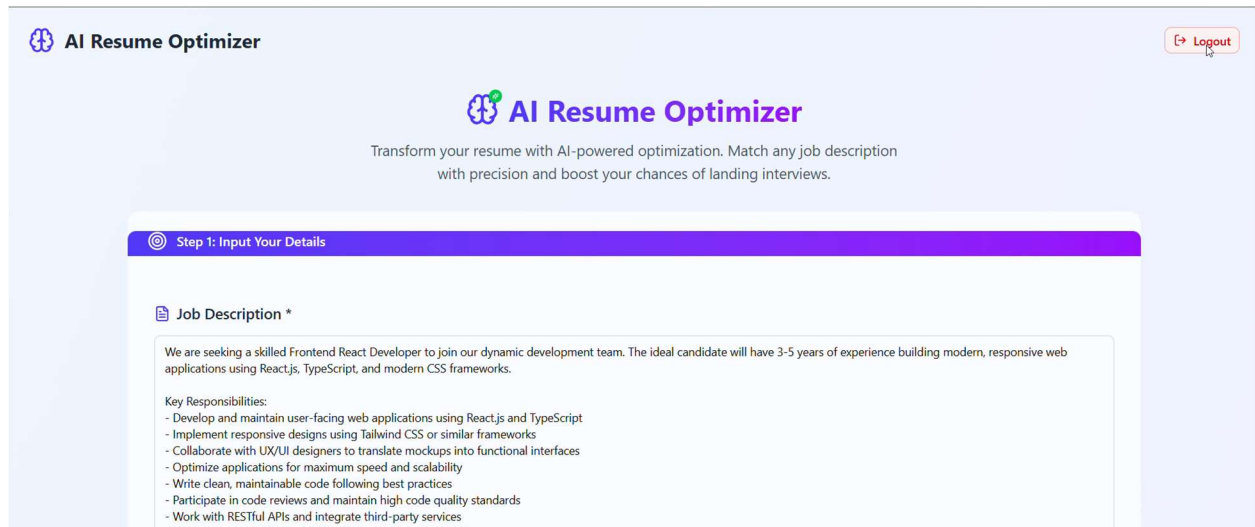 AI Resume Optimizer
Logout
AI Resume Optimizer
Transform your resume with AI-powered optimization. Match any job description
with precision and boost your chances of landing interviews.
Step 1: Input Your Details
Job Description *
We are seeking a skilled Frontend React Developer to join our dynamic development team. The ideal candidate will have 3-5 years of experience building modern, responsive web
applications using React.js, TypeScript, and modern CSS frameworks.
Key Responsibilities:
- Develop and maintain user-facing web applications using React.js and TypeScript
- Implement responsive designs using Tailwind CSS or similar frameworks
- Collaborate with UX/UI designers to translate mockups into functional interfaces
- Optimize applications for maximum speed and scalability
- Write clean, maintainable code following best practices
- Participate in code reviews and maintain high code quality standards
- Work with RESTful APIs and integrate third-party services